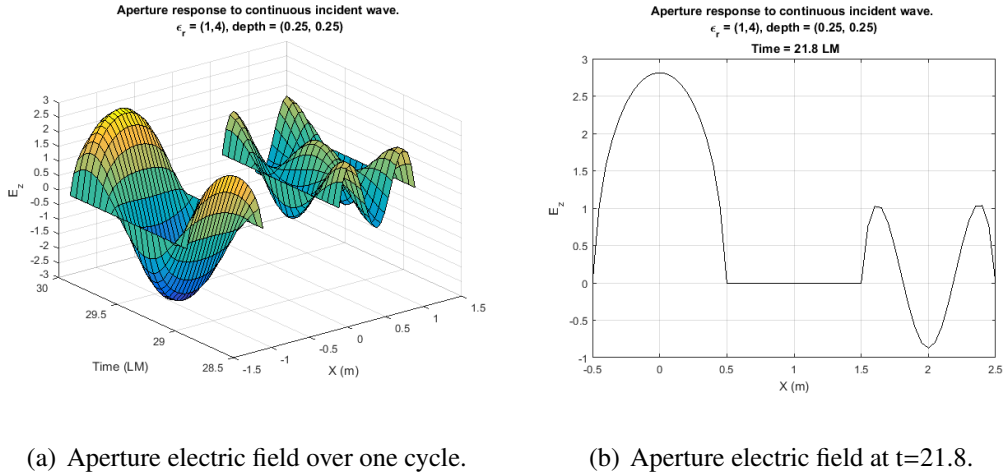 Aperture response to continuous incident wave.
ϵr = (1,4), depth = (0.25, 0.25)
3
2.5
2
1.5
1
0.5
0
-0.5
-1
-1.5
-2
-2.5
-3
E_z
30
29.5
29
28.5
Time (LM)
-1.5
-1
-0.5
0
0.5
1
1.5
X (m)
Aperture response to continuous incident wave.
ϵr = (1,4), depth = (0.25, 0.25)
Time = 21.8 LM
3
2.5
2
1.5
1
0.5
0
-0.5
-1
E_z
-0.5 0 0.5 1 1.5 2 2.5
X (m)
(a) Aperture electric field over one cycle.
(b) Aperture electric field at t=21.8.